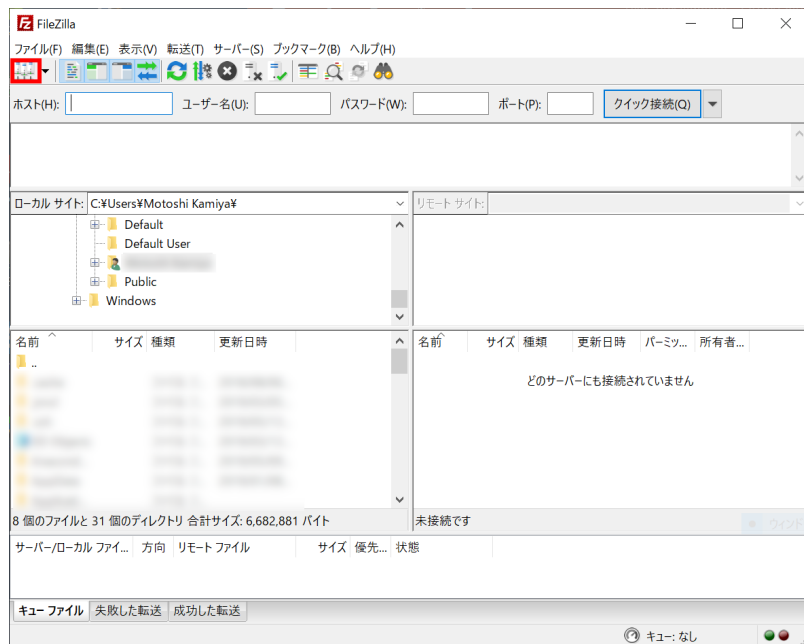 FileZilla
ファイル(F) 編集(E) 表示(V) 転送(T) サーバー(S) ブックマーク(B) ヘルプ(H)
ホスト(H): ユーザー名(U): パスワード(W): ポート(P): クイック接続(Q)
ローカル サイト: C:¥Users¥Motoshi Kamiya¥ リモート サイト:
Default
Default User
Public
Windows
名前 サイズ 種類 更新日時 名前 サイズ 種類 更新日時 パーミッ... 所有者...
..
どのサーバーにも接続されていません
8 個のファイルと 31 個のディレクトリ 合計サイズ: 6,682,881 バイト 未接続です
サーバー/ローカル ファイ... 方向 リモート ファイル サイズ 優先... 状態
キュー ファイル 失敗した転送 成功した転送
キュー: なし